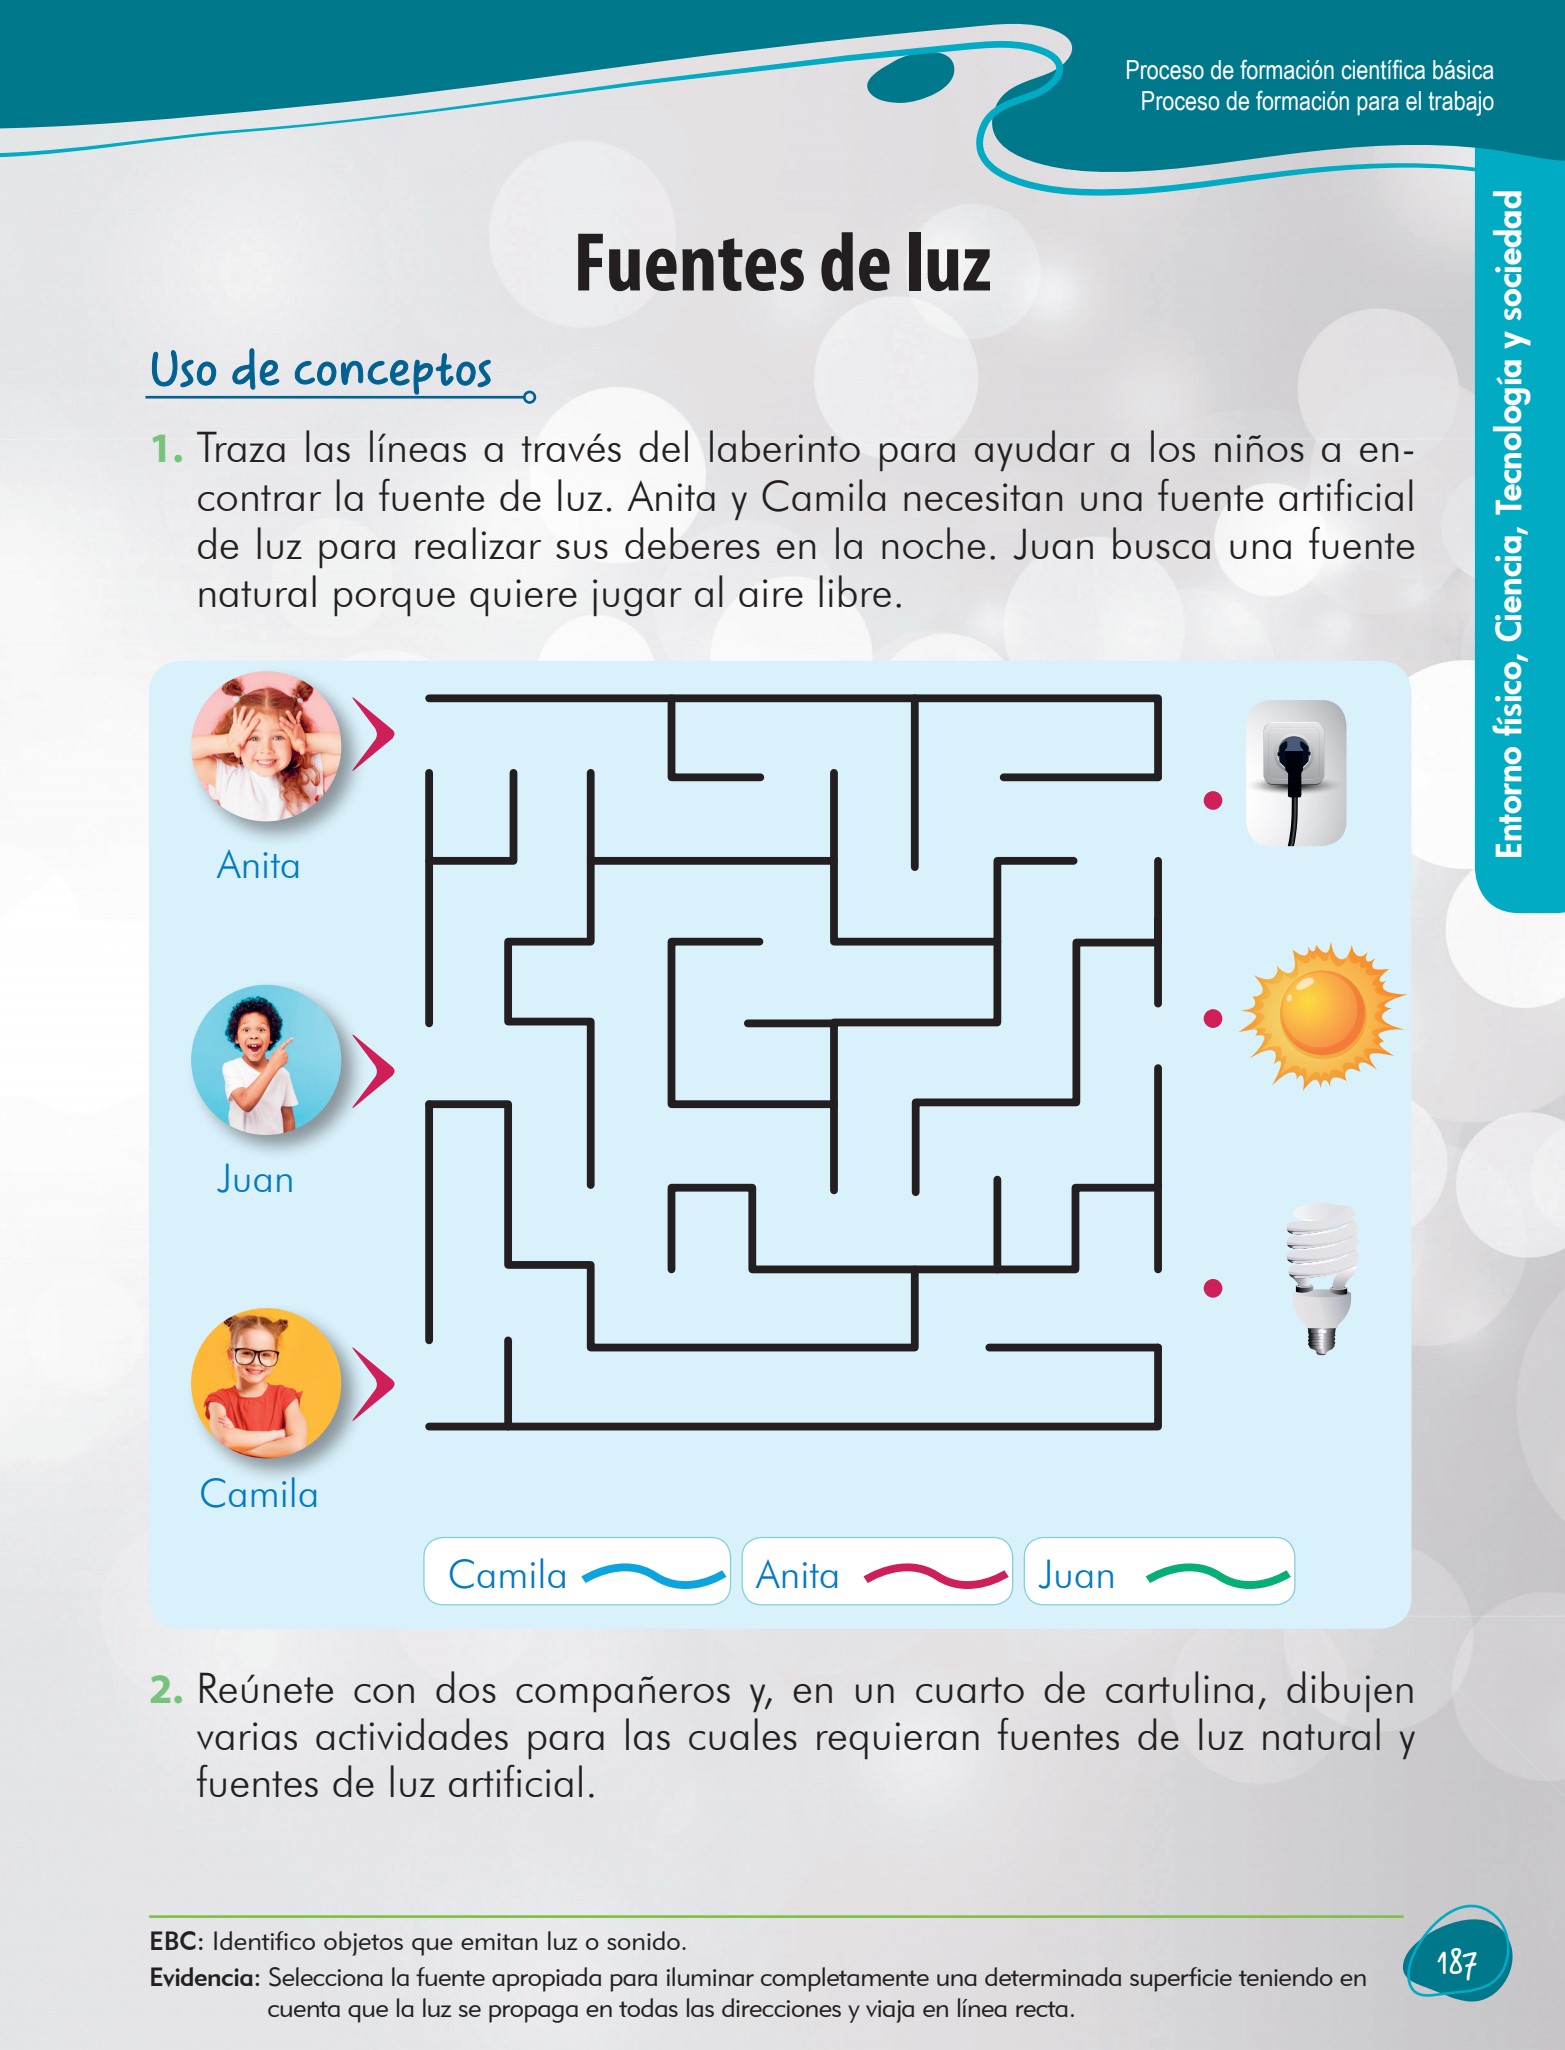 Proceso de formación científica básica
Proceso de formación para el trabajo
Entorno físico, Ciencia, Tecnología y sociedad
Fuentes de luz
Uso de conceptos
1. Traza las líneas a través del laberinto para ayudar a los niños a en-
contrar la fuente de luz. Anita y Camila necesitan una fuente artificial
de luz para realizar sus deberes en la noche. Juan busca una fuente
natural porque quiere jugar al aire libre.
Anita
Juan
Camila
Camila
Anita
Juan
2. Reúnete con dos compañeros y, en un cuarto de cartulina, dibujen
varias actividades para las cuales requieran fuentes de luz natural y
fuentes de luz artificial.
EBC: Identifico objetos que emitan luz o sonido.
Evidencia: Selecciona la fuente apropiada para iluminar completamente una determinada superficie teniendo en
cuenta que la luz se propaga en todas las direcciones y viaja en línea recta.
187